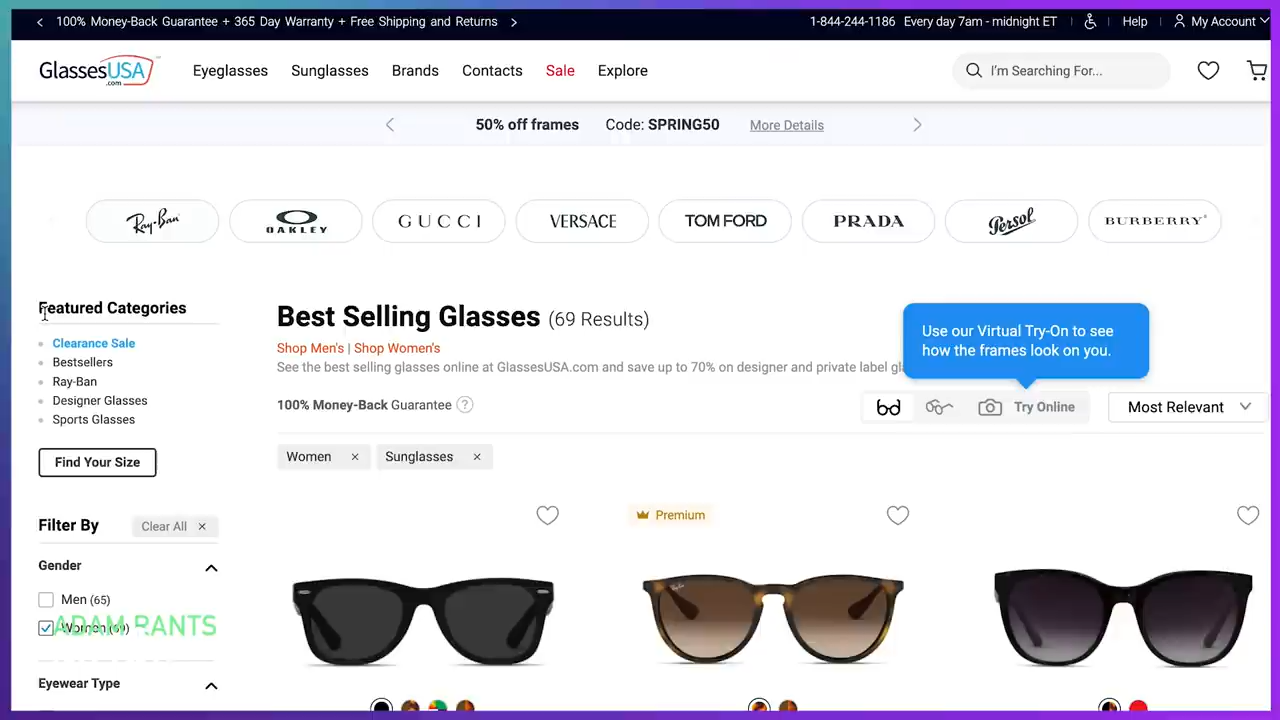 100% Money-Back Guarantee + 365 Day Warranty + Free Shipping and Returns
1-844-244-1186 Every day 7am - midnight ET
Help
My Account
GlassesUSA
.com
Eyeglasses
Sunglasses
Brands
Contacts
Sale
Explore
I'm Searching For...
50% off frames Code: SPRING50 More Details
Ray-Ban
OAKLEY
GUCCI
VERSACE
TOM FORD
PRADA
Persol
BURBERRY
Featured Categories
Clearance Sale
Bestsellers
Ray-Ban
Designer Glasses
Sports Glasses
Find Your Size
Filter By
Clear All ×
Gender
Men (65)
Women (69)
ADAM RANTS
Eyewear Type
Best Selling Glasses (69 Results)
Shop Men's | Shop Women's
See the best selling glasses online at GlassesUSA.com and save up to 70% on designer and private label
Use our Virtual Try-On to see
how the frames look on you.
100% Money-Back Guarantee ?
Try Online
Most Relevant
Women ×
Sunglasses ×
Premium
Ray-Ban